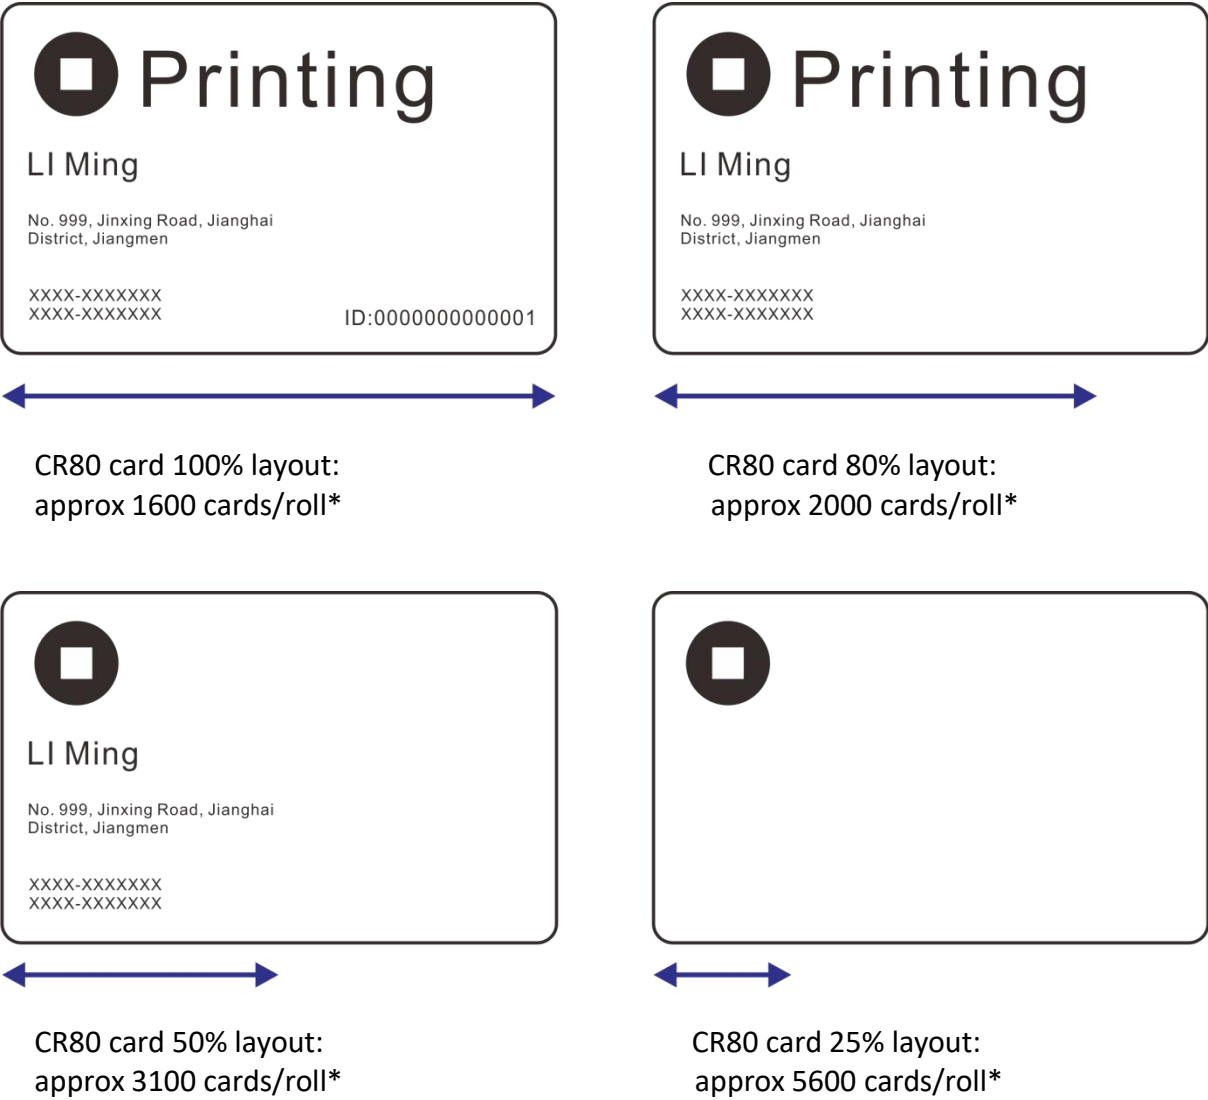 Printing
LI Ming
No. 999, Jinxing Road, Jianghai
District, Jiangmen
XXXX-XXXXXXX
XXXX-XXXXXXX
ID:0000000000001
CR80 card 100% layout:
approx 1600 cards/roll*
Printing
LI Ming
No. 999, Jinxing Road, Jianghai
District, Jiangmen
XXXX-XXXXXXX
XXXX-XXXXXXX
CR80 card 80% layout:
approx 2000 cards/roll*
LI Ming
No. 999, Jinxing Road, Jianghai
District, Jiangmen
XXXX-XXXXXXX
XXXX-XXXXXXX
CR80 card 50% layout:
approx 3100 cards/roll*
CR80 card 25% layout:
approx 5600 cards/roll*